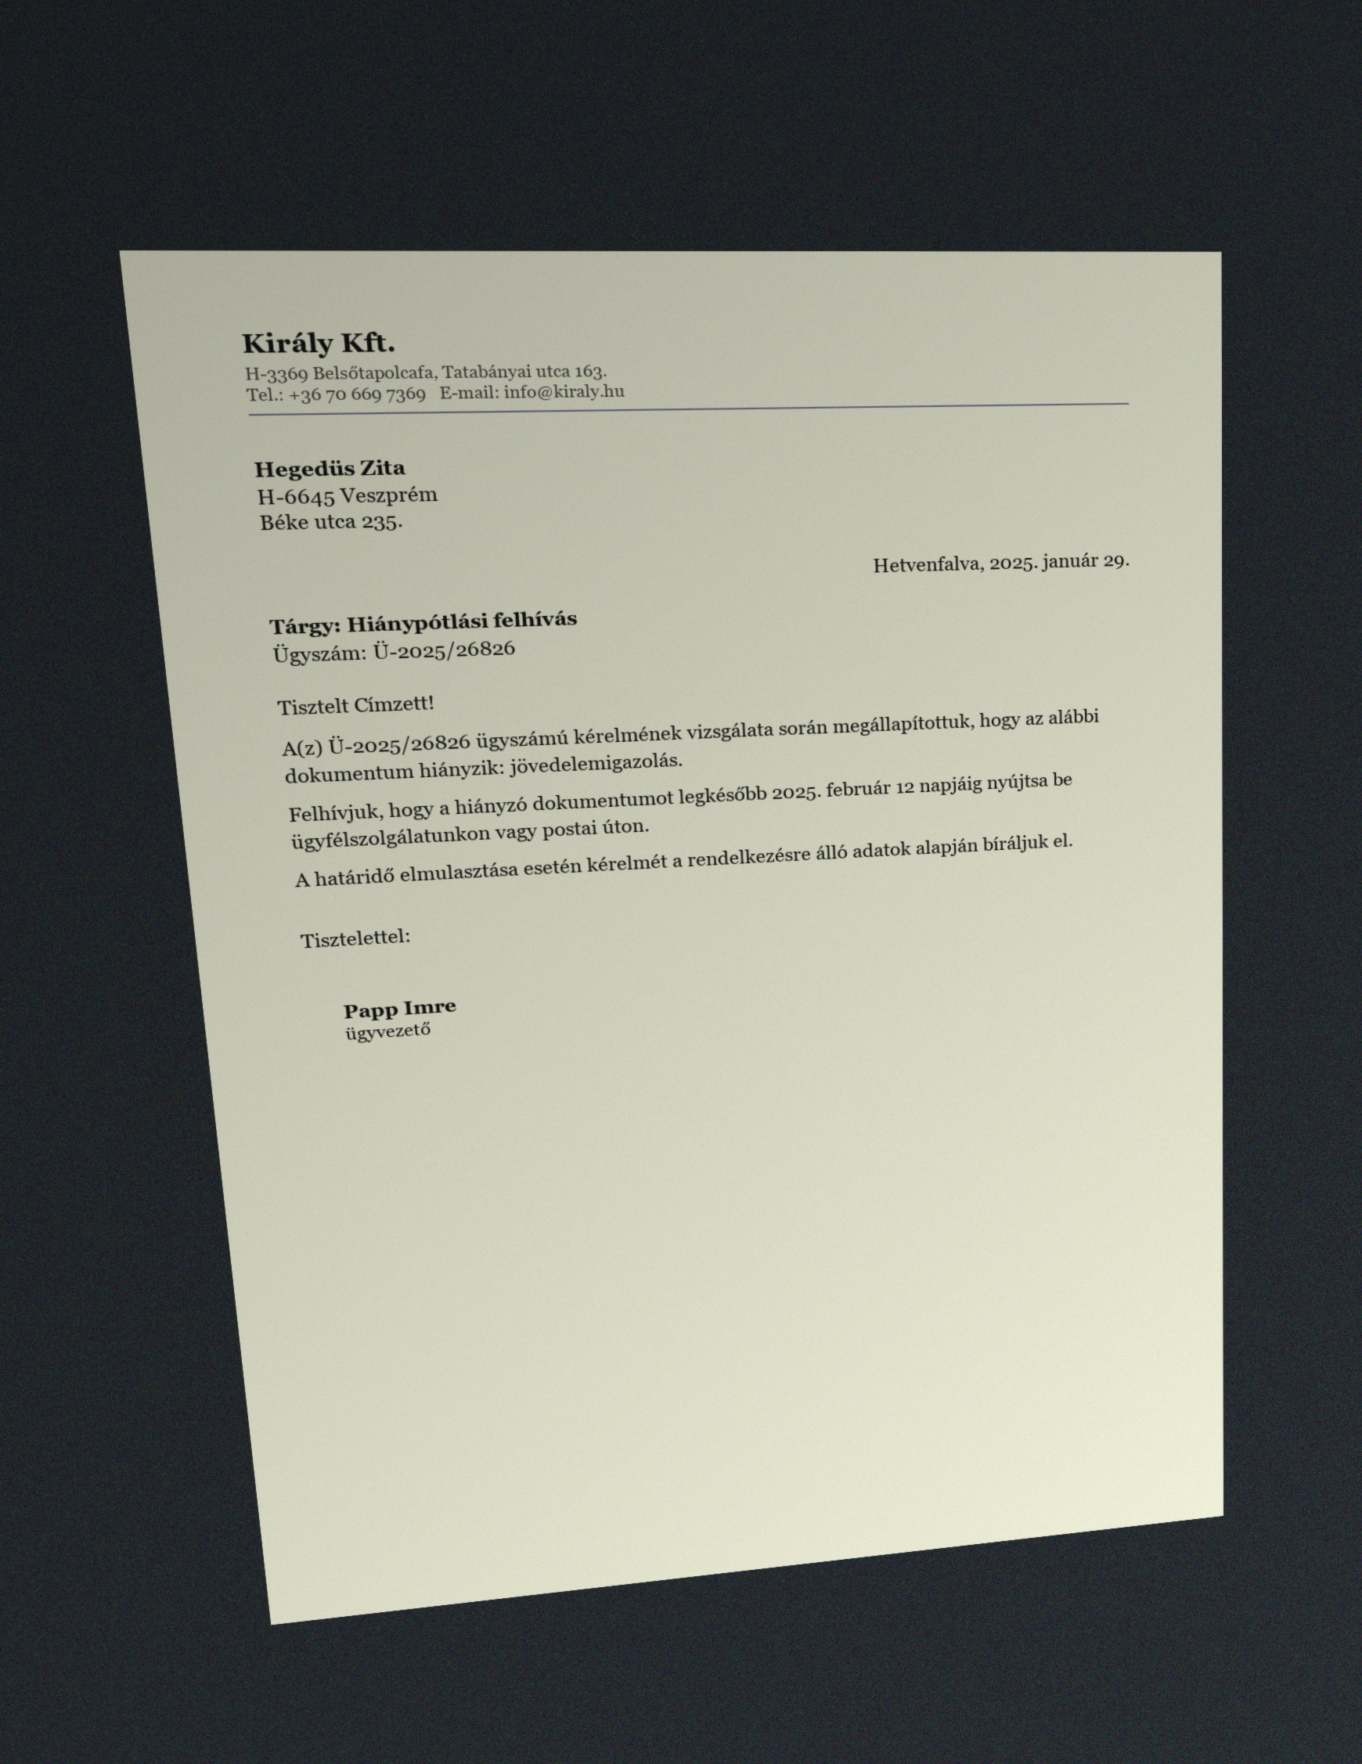 Király Kft.
H-3369 Belsőtapolcafa, Tatabányai utca 163.
Tel.: +36 70 669 7369 E-mail: info@kiraly.hu
Hegedüs Zita
H-6645 Veszprém
Béke utca 235.
Hetvenfalva, 2025. január 29.
Tárgy: Hiánypótlási felhívás
Ügyszám: Ü-2025/26826
Tisztelt Címzett!
A(z) Ü-2025/26826 ügyszámú kérelmének vizsgálata során megállapítottuk, hogy az alábbi
dokumentum hiányzik: jövedelemigazolás.
Felhívjuk, hogy a hiányzó dokumentumot legkésőbb 2025. február 12 napjáig nyújtsa be
ügyfélszolgálatunkon vagy postai úton.
A határidő elmulasztása esetén kérelmét a rendelkezésre álló adatok alapján bíráljuk el.
Tisztelettel:
Papp Imre
ügyvezető